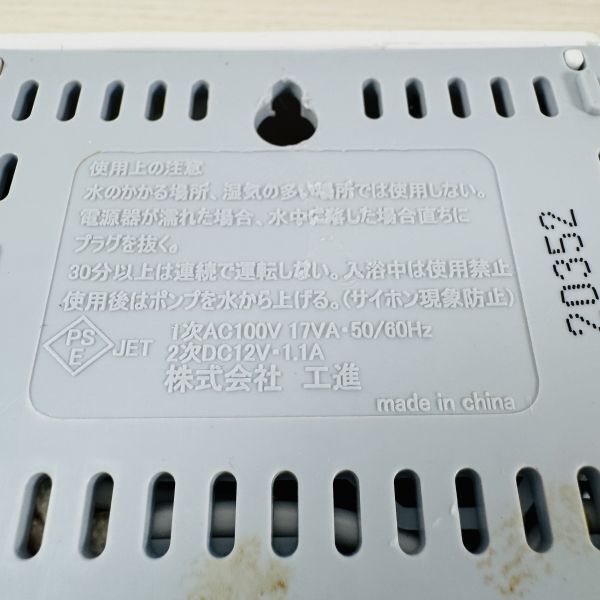 使用上の注意
水のかかる場所、湿気の多い場所では使用しない。
電源器が濡れた場合、水中に落した場合直ちに
プラグを抜く。
30分以上は連続で運転しない。入浴中は使用禁止
使用後はポンプを水から上げる。(サイホン現象防止)
PS E JET
1次AC100V 17VA・50/60Hz
2次DC12V・1.1A
株式会社 工進
made in china
20352